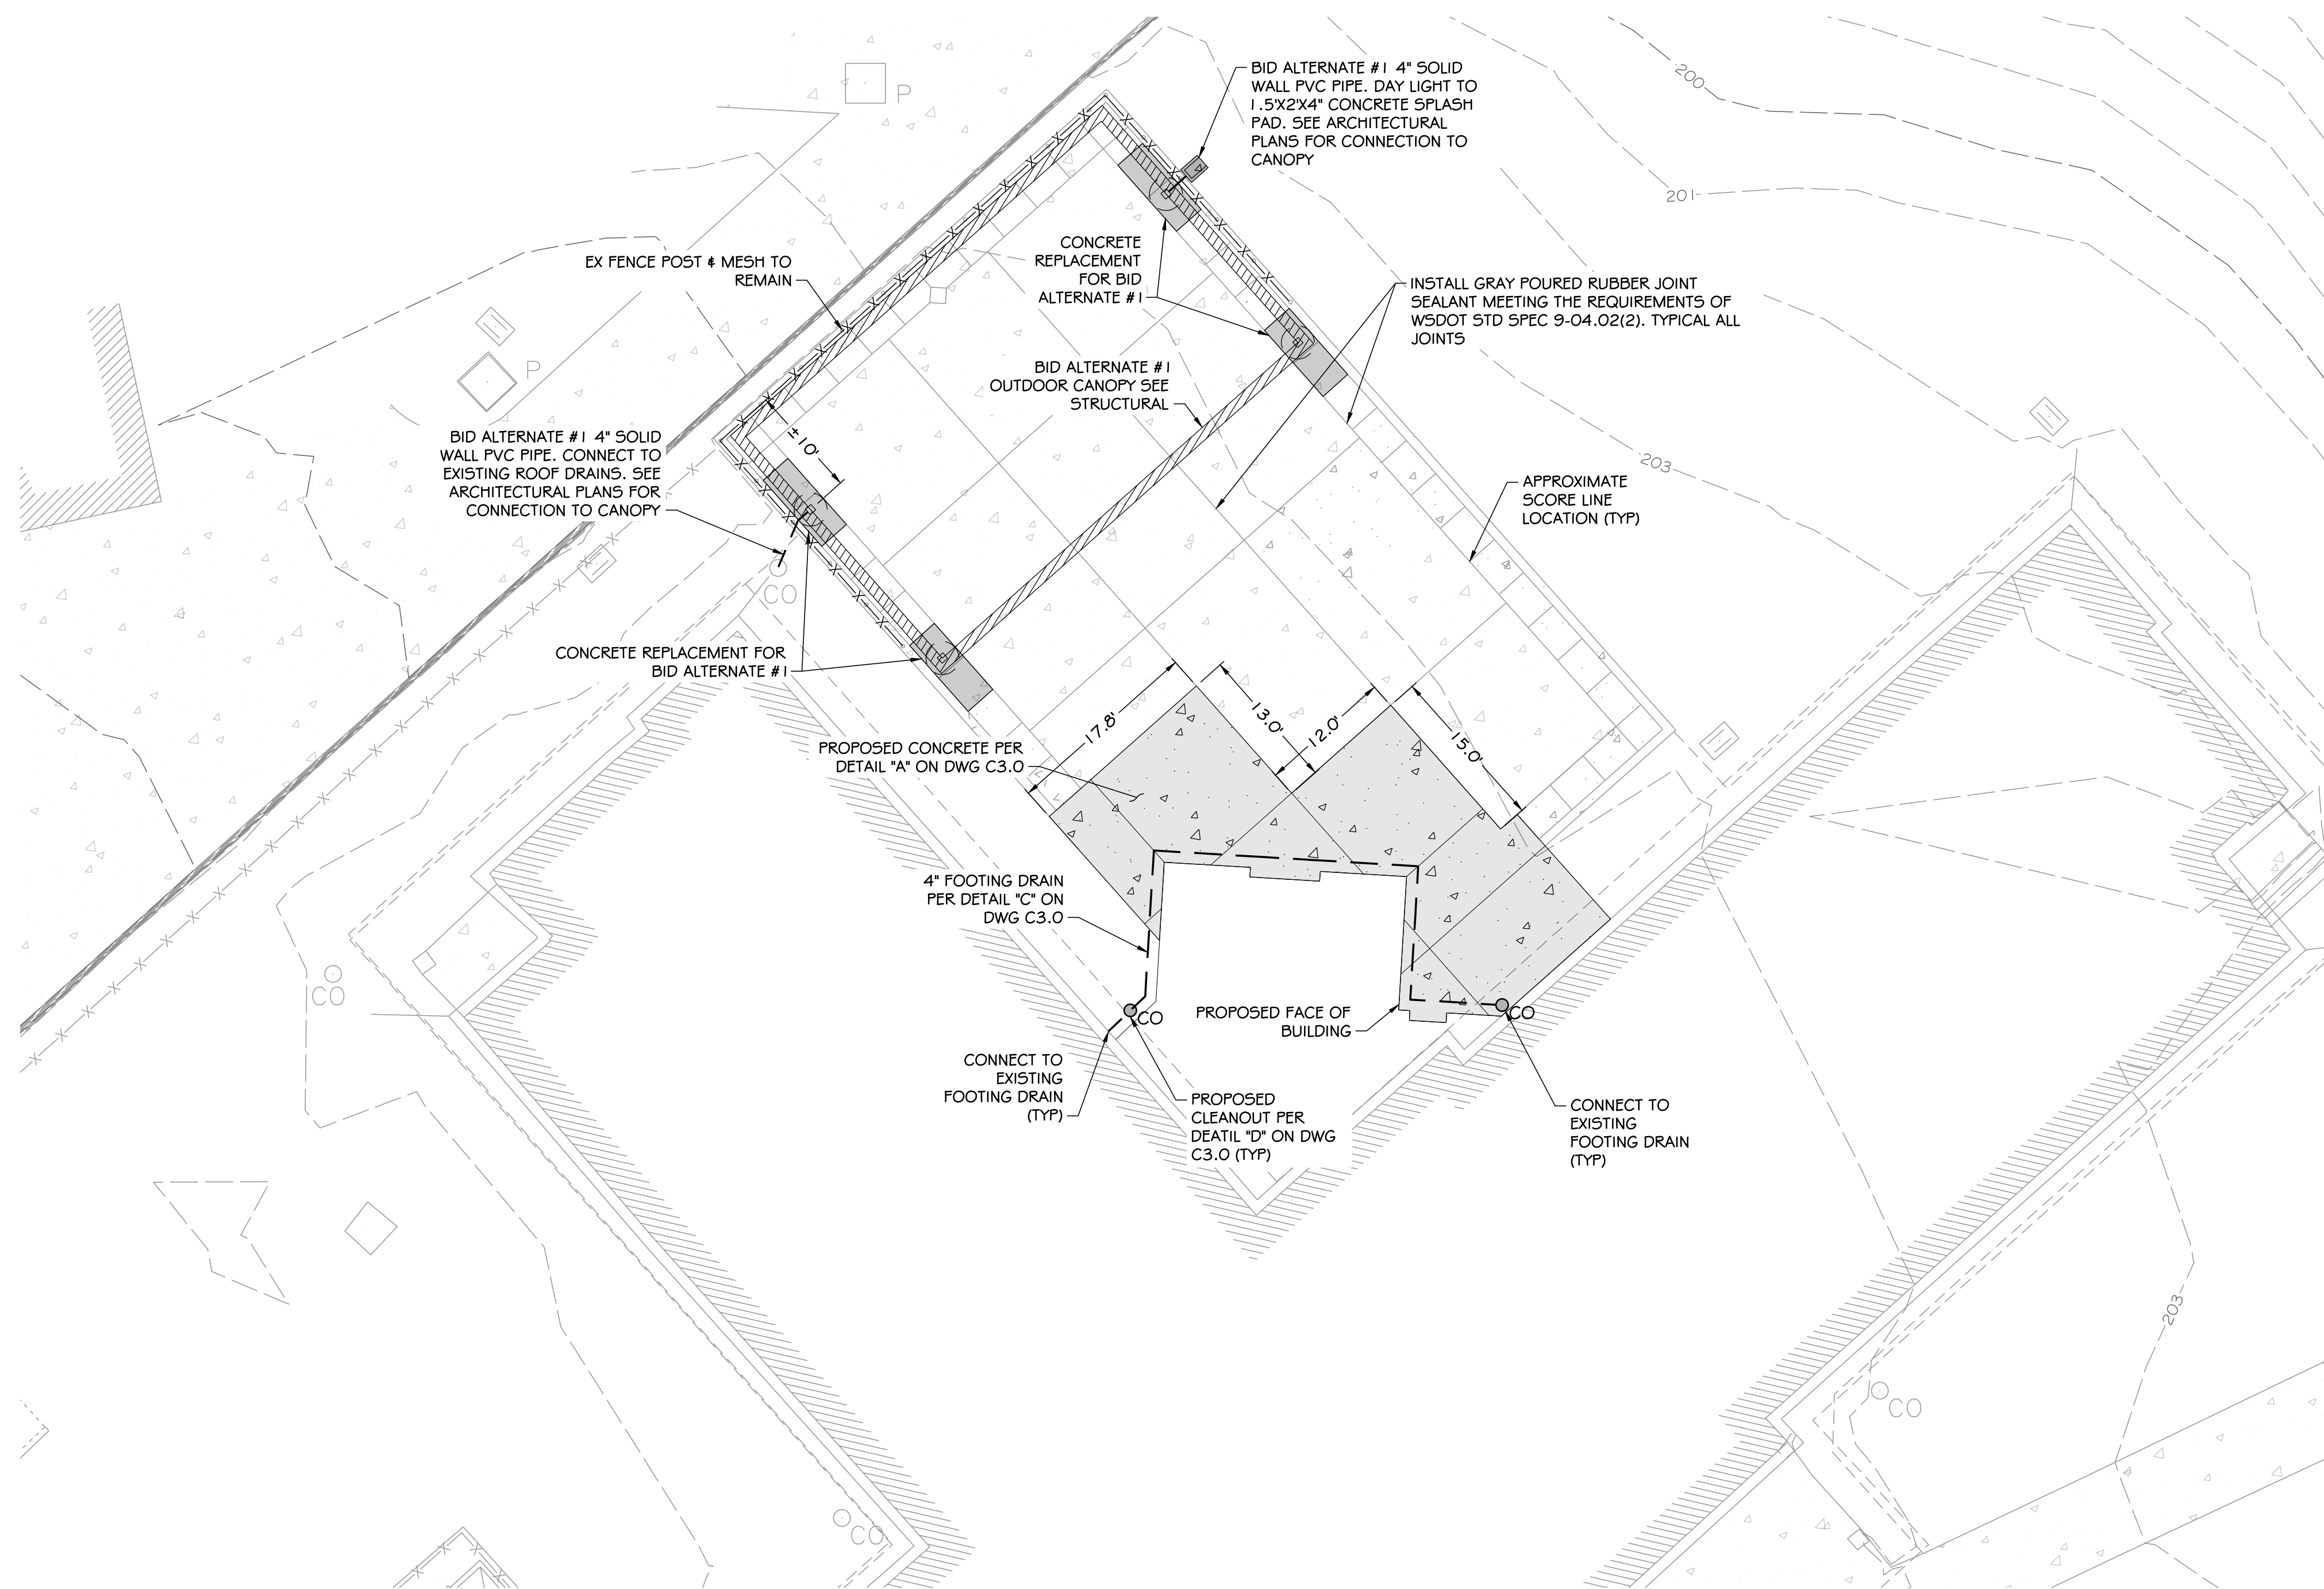 BID ALTERNATE #1 4" SOLID
WALL PVC PIPE. DAY LIGHT TO
1.5'X2'X4" CONCRETE SPLASH
PAD. SEE ARCHITECTURAL
PLANS FOR CONNECTION TO
CANOPY
200
P
201
CONCRETE
REPLACEMENT
FOR BID
ALTERNATE #1
EX FENCE POST & MESH TO
REMAIN
INSTALL GRAY POURED RUBBER JOINT
SEALANT MEETING THE REQUIREMENTS OF
WSDOT STD SPEC 9-04.02(2). TYPICAL ALL
JOINTS
P
BID ALTERNATE #1
OUTDOOR CANOPY SEE
STRUCTURAL
±10'
BID ALTERNATE #1 4" SOLID
WALL PVC PIPE. CONNECT TO
EXISTING ROOF DRAINS. SEE
ARCHITECTURAL PLANS FOR
CONNECTION TO CANOPY
203
APPROXIMATE
SCORE LINE
LOCATION (TYP)
CO
CONCRETE REPLACEMENT FOR
BID ALTERNATE #1
17.8'
13.0'
12.0'
15.0'
PROPOSED CONCRETE PER
DETAIL "A" ON DWG C3.0
4" FOOTING DRAIN
PER DETAIL "C" ON
DWG C3.0
CO
CO
PROPOSED FACE OF
BUILDING
CO
CONNECT TO
EXISTING
FOOTING DRAIN
(TYP)
PROPOSED
CLEANOUT PER
DEATIL "D" ON DWG
C3.0 (TYP)
CONNECT TO
EXISTING
FOOTING DRAIN
(TYP)
203
CO
CO